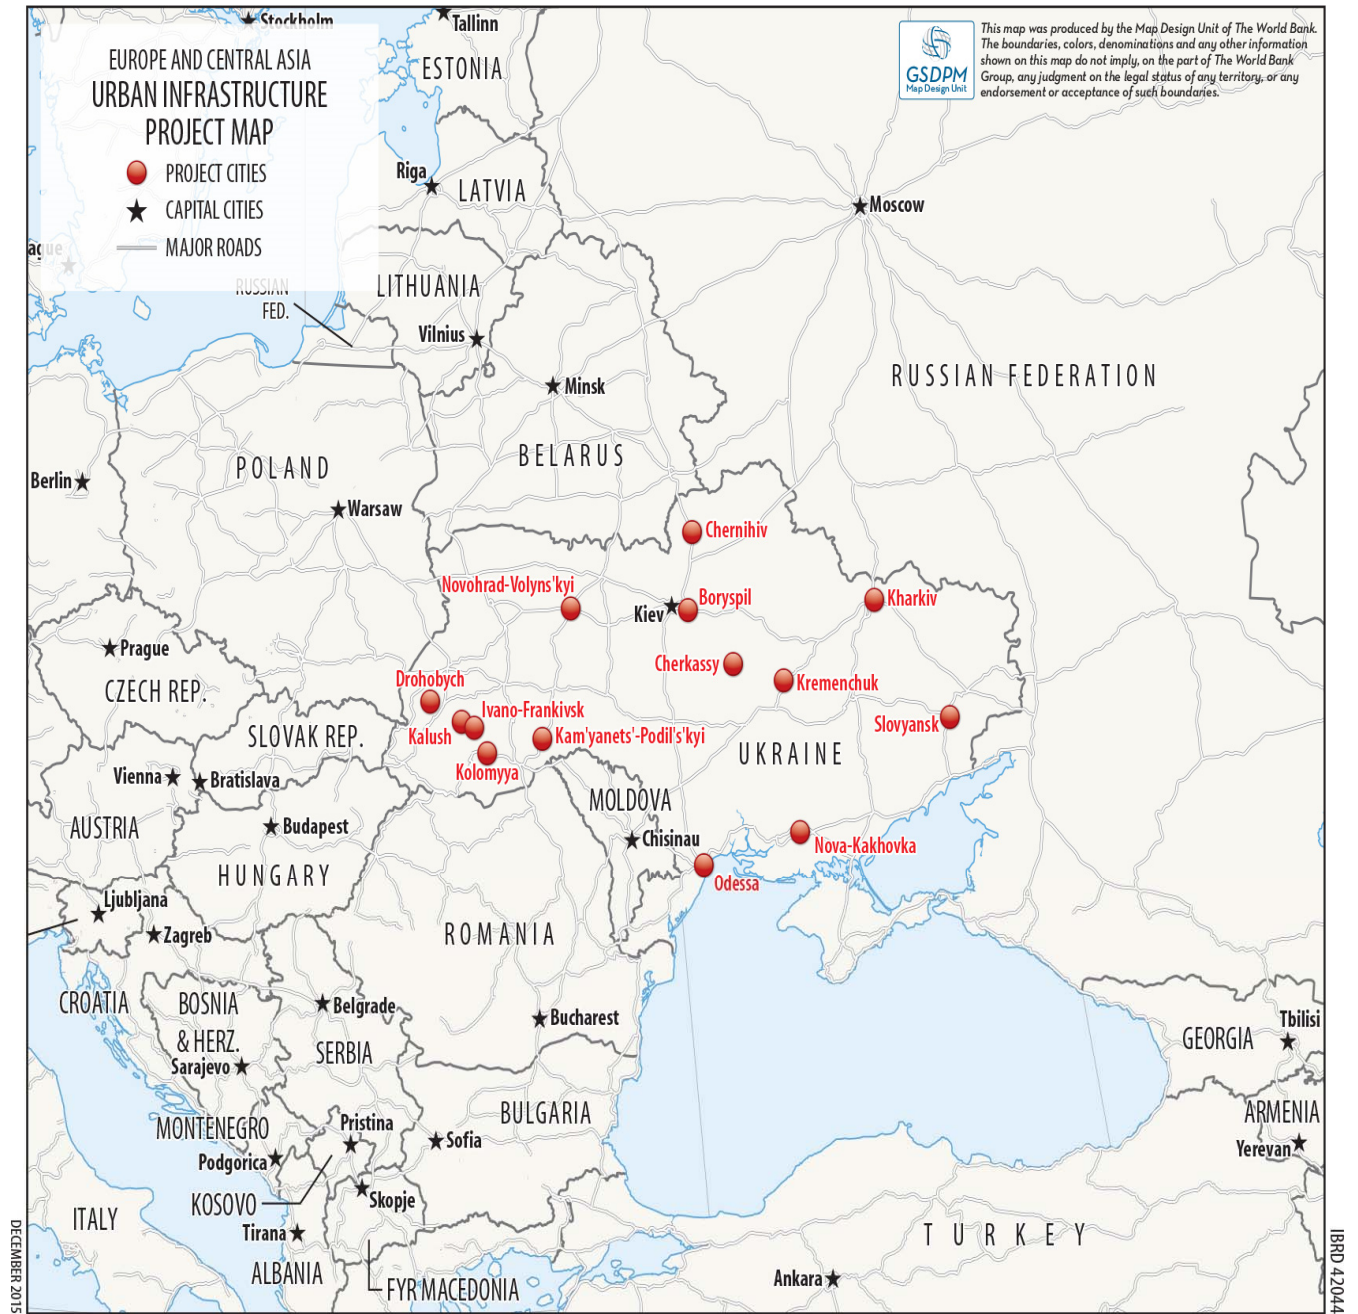 Stockholm
Tallinn
EUROPE AND CENTRAL ASIA
URBAN INFRASTRUCTURE
PROJECT MAP
PROJECT CITIES
CAPITAL CITIES
MAJOR ROADS
GSDPM
Map Design Unit
This map was produced by the Map Design Unit of The World Bank.
The boundaries, colors, denominations and any other information
shown on this map do not imply, on the part of The World Bank
Group, any judgment on the legal status of any territory, or any
endorsement or acceptance of such boundaries.
ESTONIA
Riga
LATVIA
Moscow
ague
RUSSIAN
FED.
LITHUANIA
Vilnius
Minsk
RUSSIAN FEDERATION
BELARUS
POLAND
Berlin
Warsaw
Chernihiv
Novohrad-Volyns'kyi
Boryspil
Kiev
Kharkiv
Prague
Cherkassy
Kremenchuk
CZECH REP.
Drohobych
Ivano-Frankivsk
Kalush
Kam'yanets'-Podil's'kyi
Slovyansk
SLOVAK REP.
UKRAINE
Kolomyya
Vienna
Bratislava
MOLDOVA
AUSTRIA
Budapest
Chisinau
Nova-Kakhovka
HUNGARY
Odessa
Ljubljana
Zagreb
ROMANIA
CROATIA
BOSNIA
& HERZ.
Belgrade
Bucharest
Sarajevo
SERBIA
GEORGIA
Tbilisi
MONTENEGRO
Pristina
BULGARIA
ARMENIA
Podgorica
Sofia
Yerevan
KOSOVO
Skopje
ITALY
Tirana
TURKEY
ALBANIA
FYR MACEDONIA
Ankara
DECEMBER 2015
IBRD 42044